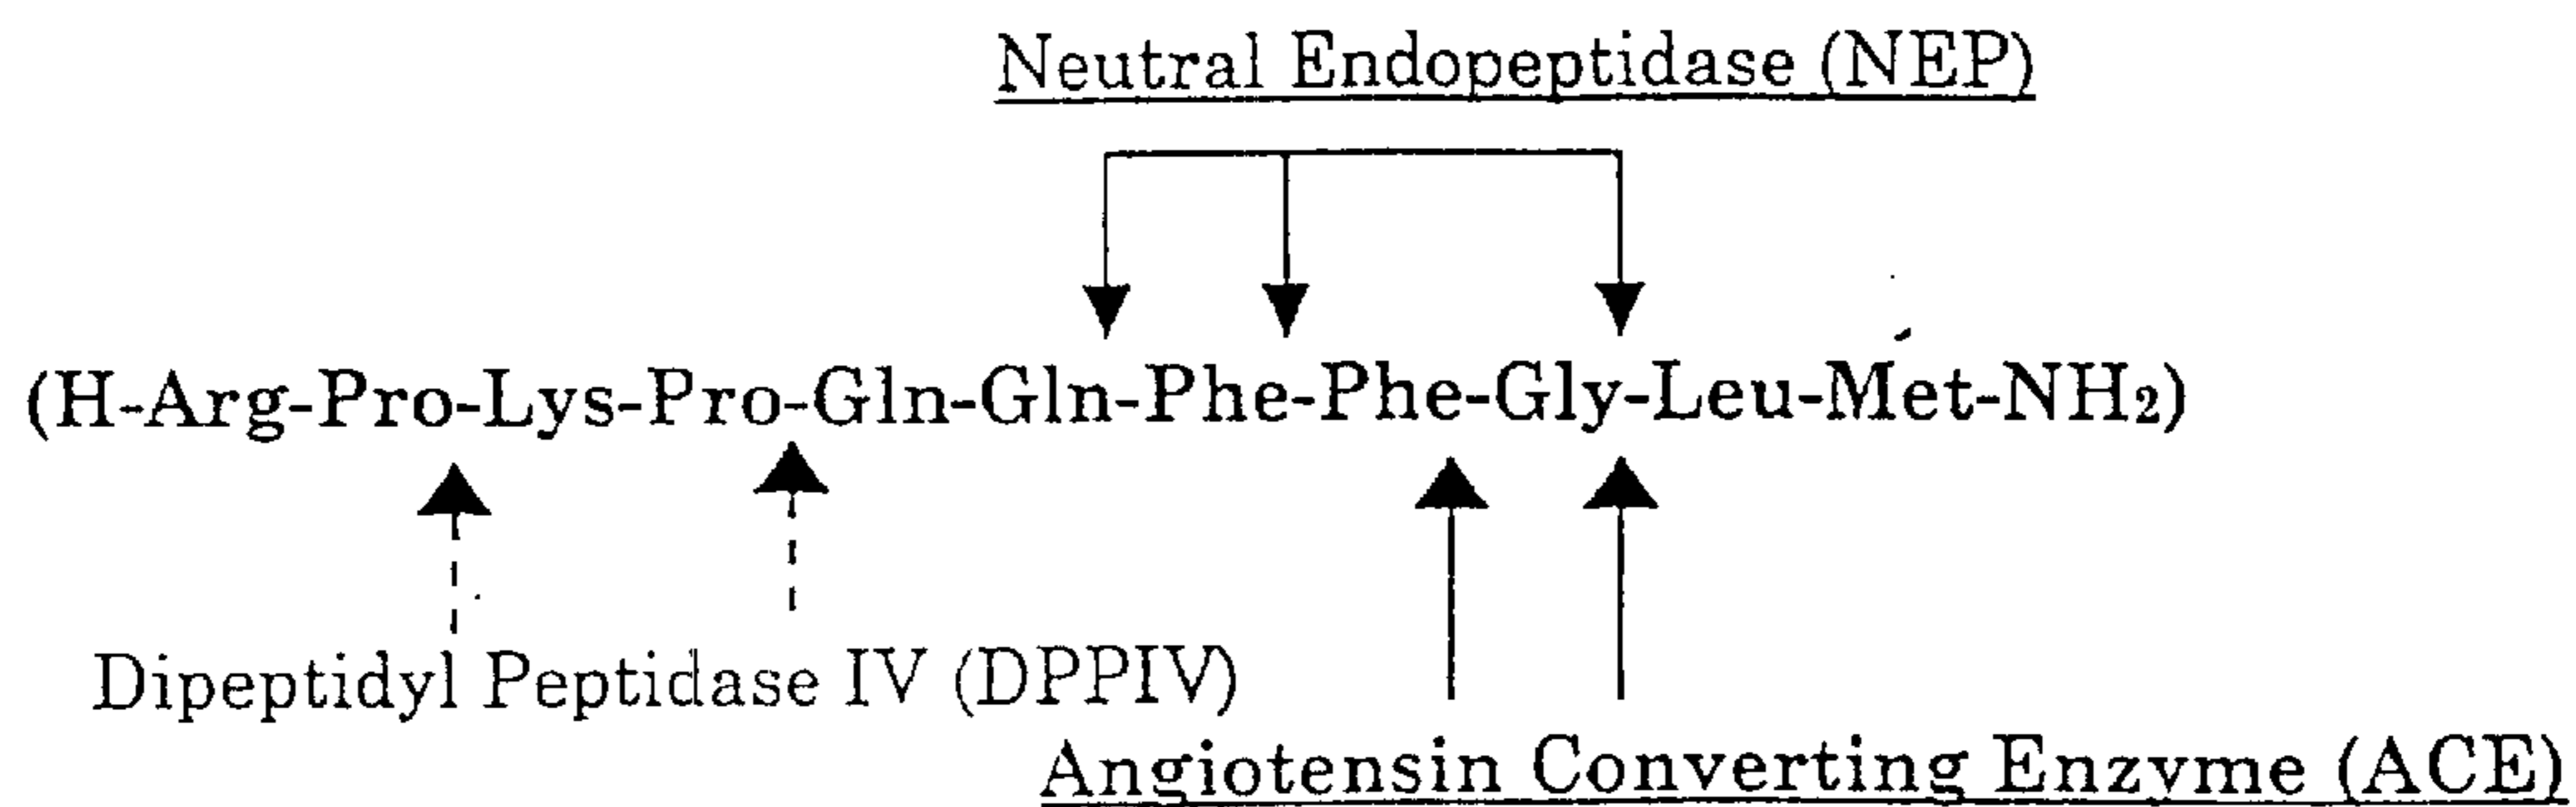 Neutral Endopeptidase (NEP)
(H-Arg-Pro-Lys-Pro-Gln-Gln-Phe-Phe-Gly-Leu-Met-NH₂)
Dipeptidyl Peptidase IV (DPPIV)
Angiotensin Converting Enzyme (ACE)